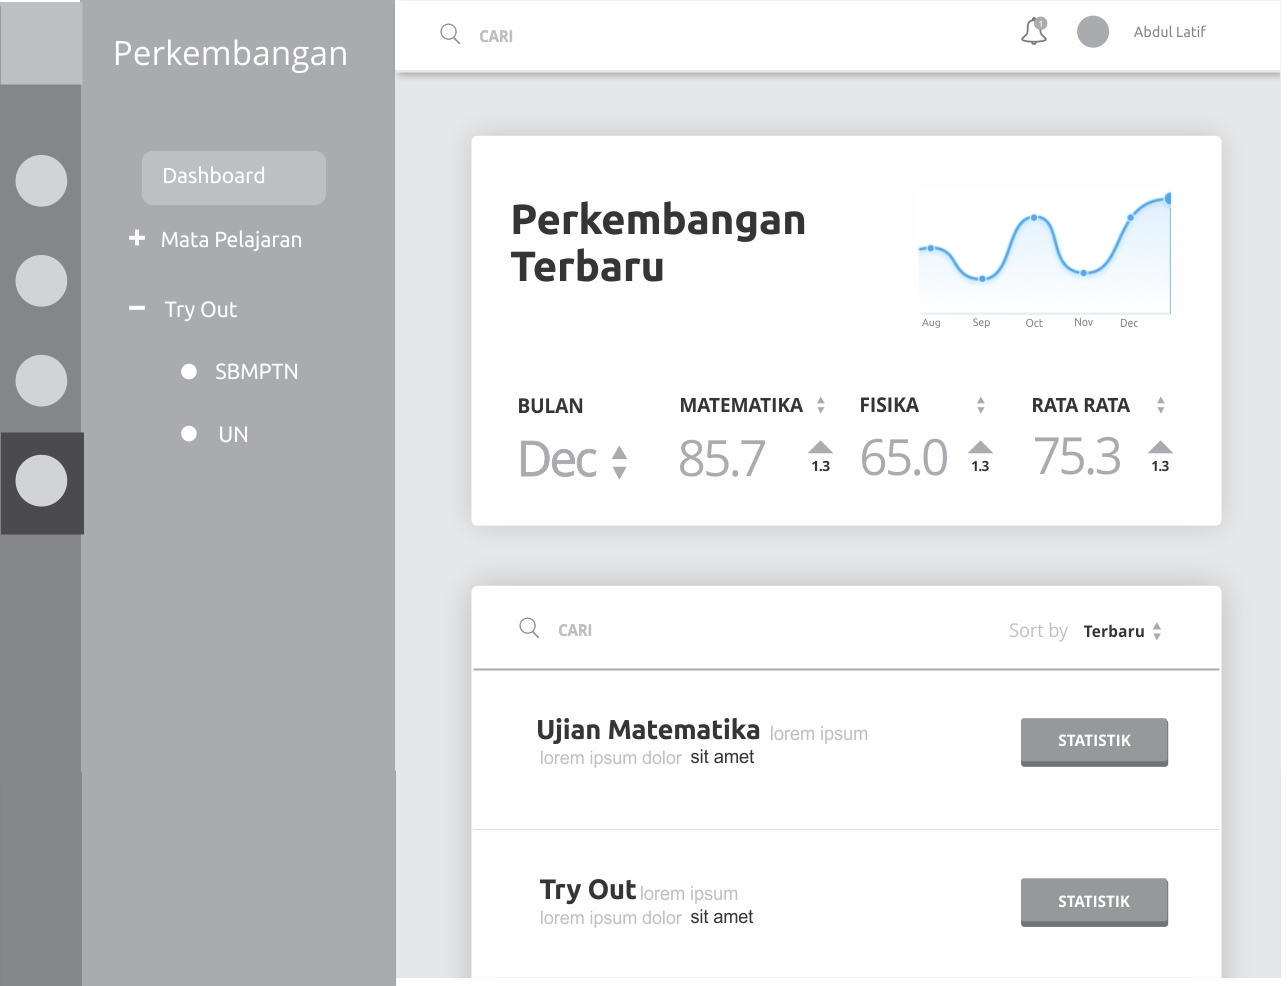 Perkembangan
Dashboard
+ Mata Pelajaran
− Try Out
SBMPTN
UN
CARI
1
Abdul Latif
Perkembangan
Terbaru
Aug Sep Oct Nov Dec
BULAN MATEMATIKA FISIKA RATA RATA
Dec 85.7 1.3 65.0 1.3 75.3 1.3
CARI
Sort by Terbaru
Ujian Matematika lorem ipsum
lorem ipsum dolor sit amet
STATISTIK
Try Out lorem ipsum
lorem ipsum dolor sit amet
STATISTIK